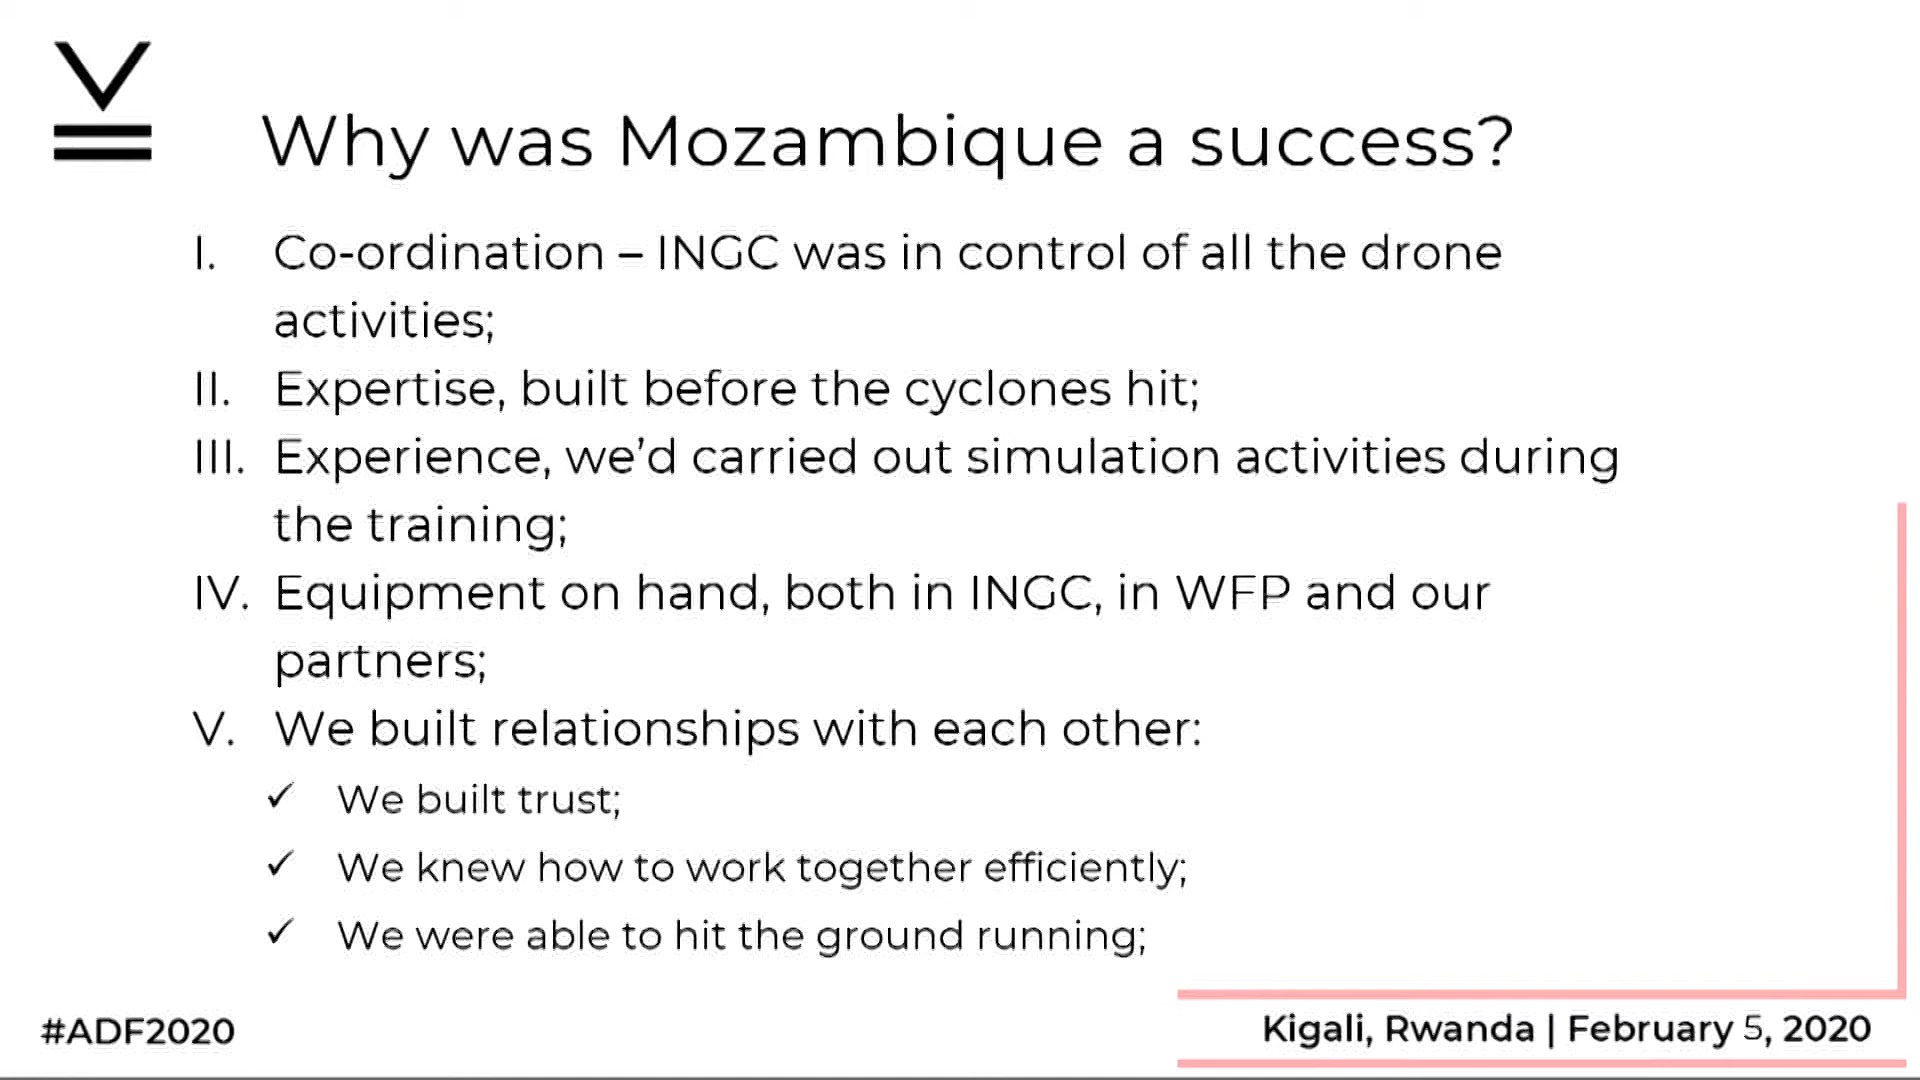 Why was Mozambique a success?
I. Co-ordination – INGC was in control of all the drone
activities;
II. Expertise, built before the cyclones hit;
III. Experience, we’d carried out simulation activities during
the training;
IV. Equipment on hand, both in INGC, in WFP and our
partners;
V. We built relationships with each other:
✓ We built trust;
✓ We knew how to work together efficiently;
✓ We were able to hit the ground running;
#ADF2020
Kigali, Rwanda | February 5, 2020